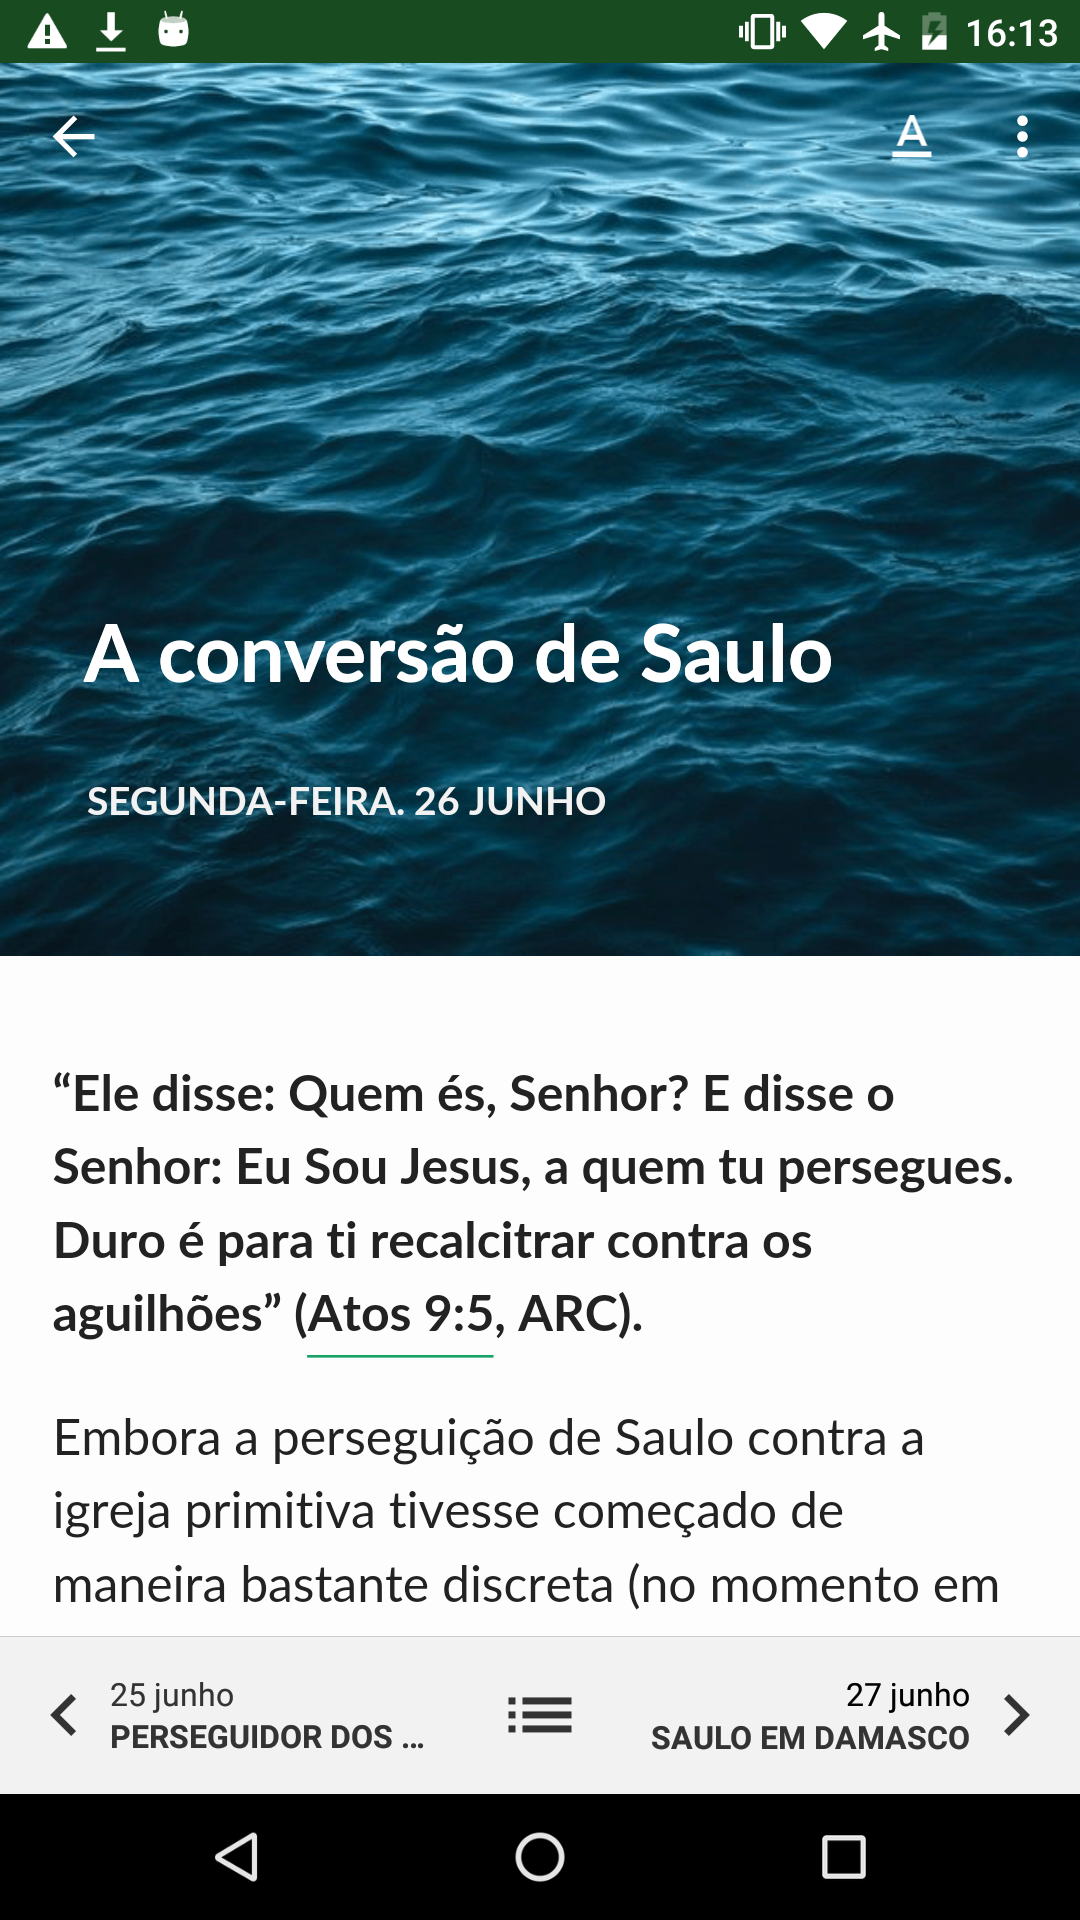 16:13
A
A conversão de Saulo
SEGUNDA-FEIRA. 26 JUNHO
“Ele disse: Quem és, Senhor? E disse o
Senhor: Eu Sou Jesus, a quem tu persegues.
Duro é para ti recalcitrar contra os
aguilhões” (Atos 9:5, ARC).
Embora a perseguição de Saulo contra a
igreja primitiva tivesse começado de
maneira bastante discreta (no momento em
25 junho
PERSEGUIDOR DOS ...
27 junho
SAULO EM DAMASCO